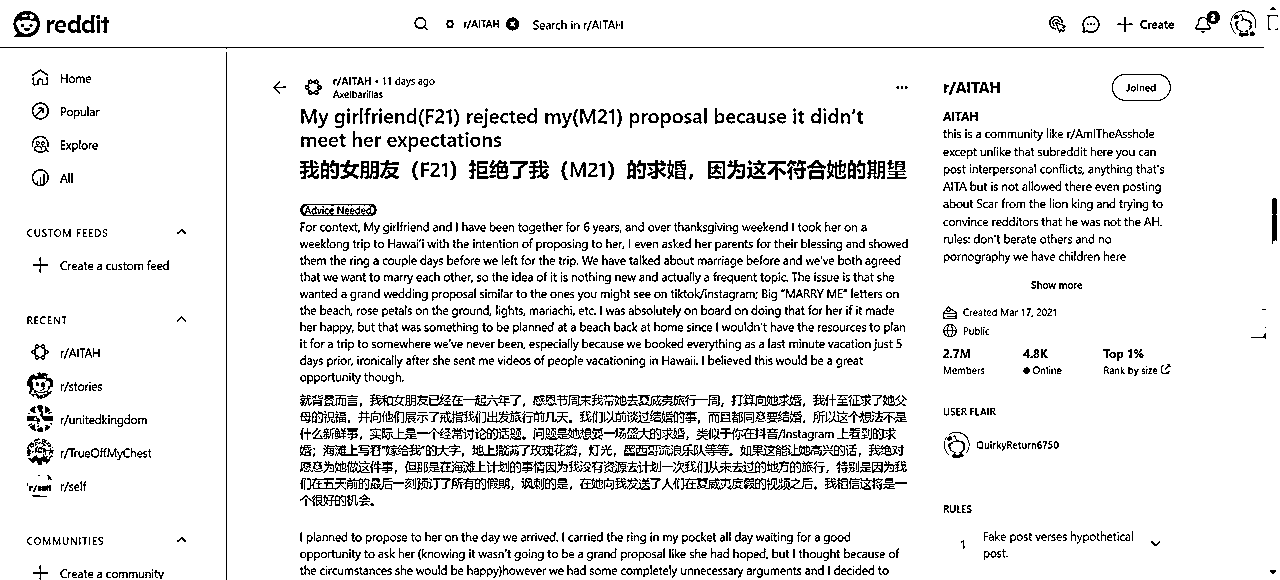 reddit
r/AITAH
Search in r/AITAH
Create
2
Home
Popular
Explore
All
CUSTOM FEEDS
Create a custom feed
RECENT
r/AITAH
r/stories
r/unitedkingdom
r/TrueOffMyChest
r/self
COMMUNITIES
Create a community
r/AITAH • 11 days ago
Axelbarillas
My girlfriend(F21) rejected my(M21) proposal because it didn't
meet her expectations
我的女朋友（F21）拒绝了我（M21）的求婚，因为这不符合她的期望
Advice Needed
For context, My girlfriend and I have been together for 6 years, and over thanksgiving weekend I took her on a
weeklong trip to Hawai'i with the intention of proposing to her, I even asked her parents for their blessing and showed
them the ring a couple days before we left for the trip. We have talked about marriage before and we've both agreed
that we want to marry each other, so the idea of it is nothing new and actually a frequent topic. The issue is that she
wanted a grand wedding proposal similar to the ones you might see on tiktok/instagram; Big "MARRY ME" letters on
the beach, rose petals on the ground, lights, mariachi, etc. I was absolutely on board on doing that for her if it made
her happy, but that was something to be planned at a beach back at home since I wouldn't have the resources to plan
it for a trip to somewhere we've never been, especially because we booked everything as a last minute vacation just 5
days prior, ironically after she sent me videos of people vacationing in Hawaii. I believed this would be a great
opportunity though.
就背景而言，我和女朋友已经在一起六年了，感恩节周末我带她去夏威夷旅行一周，打算向她求婚，我什至征求了她父
母的祝福，并向他们展示了戒指我们出发旅行前几天。我们以前谈过结婚的事，而且都同意要结婚，所以这个想法不是
什么新鲜事，实际上是一个经常讨论的话题。问题是她想要一场盛大的求婚，类似于你在抖音/Instagram 上看到的求
婚；海滩上写着“嫁给我”的大字，地上撒满了玫瑰花瓣，灯光，墨西哥流浪乐队等等。如果这能让她高兴的话，我绝对
愿意为她做这件事，但那是在海滩上计划的事情因为我没有资源去计划一次我们从未去过的地方的旅行，特别是因为我
们在五天前的最后一刻预订了所有的假期，讽刺的是，在她向我发送了人们在夏威夷度假的视频之后。我相信这将是一
个很好的机会。
I planned to propose to her on the day we arrived. I carried the ring in my pocket all day waiting for a good
opportunity to ask her (knowing it wasn't going to be a grand proposal like she had hoped, but I thought because of
the circumstances she would be happy)however we had some completely unnecessary arguments and I decided to
r/AITAH
Joined
AITAH
this is a community like r/AmITheAsshole
except unlike that subreddit here you can
post interpersonal conflicts, anything that's
AITA but is not allowed there even posting
about Scar from the lion king and trying to
convince redditors that he was not the AH.
rules: don't berate others and no
pornography we have children here
Show more
Created Mar 17, 2021
Public
2.7M 4.8K Top 1%
Members Online Rank by size
USER FLAIR
QuirkyReturn6750
RULES
1 Fake post verses hypothetical
post.